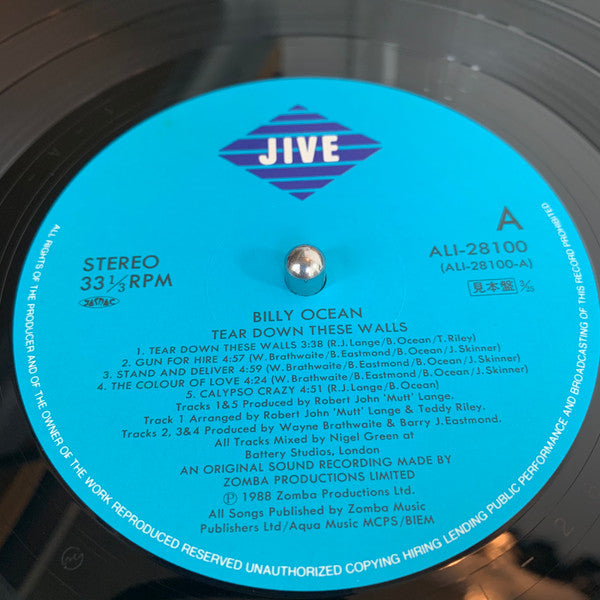 JIVE
A
STEREO
33 1/3 RPM
JASRAC
ALI-28100
(ALI-28100-A)
見本盤 3/25
BILLY OCEAN
TEAR DOWN THESE WALLS
1. TEAR DOWN THESE WALLS 3:38 (R.J.Lange/B.Ocean/T.Riley)
2. GUN FOR HIRE 4:57 (W.Brathwaite/B.Eastmond/B.Ocean/J.Skinner)
3. STAND AND DELIVER 4:59 (W.Brathwaite/B.Eastmond/B.Ocean/J.Skinner)
4. THE COLOUR OF LOVE 4:24 (W.Brathwaite/B.Eastmond/B.Ocean/J.Skinner)
5. CALYPSO CRAZY 4:51 (R.J.Lange/B.Ocean)
Tracks 1&5 Produced by Robert John 'Mutt' Lange.
Track 1 Arranged by Robert John 'Mutt' Lange & Teddy Riley.
Tracks 2, 3&4 Produced by Wayne Brathwaite & Barry J.Eastmond.
All Tracks Mixed by Nigel Green at
Battery Studios, London
AN ORIGINAL SOUND RECORDING MADE BY
ZOMBA PRODUCTIONS LIMITED
Ⓟ 1988 Zomba Productions Ltd.
All Songs Published by Zomba Music
Publishers Ltd/Aqua Music MCPS/BIEM
ALL RIGHTS OF THE PRODUCER AND OF THE OWNER OF THE WORK REPRODUCED RESERVED UNAUTHORIZED COPYING HIRING LENDING PUBLIC PERFORMANCE AND BROADCASTING OF THIS RECORD PROHIBITED